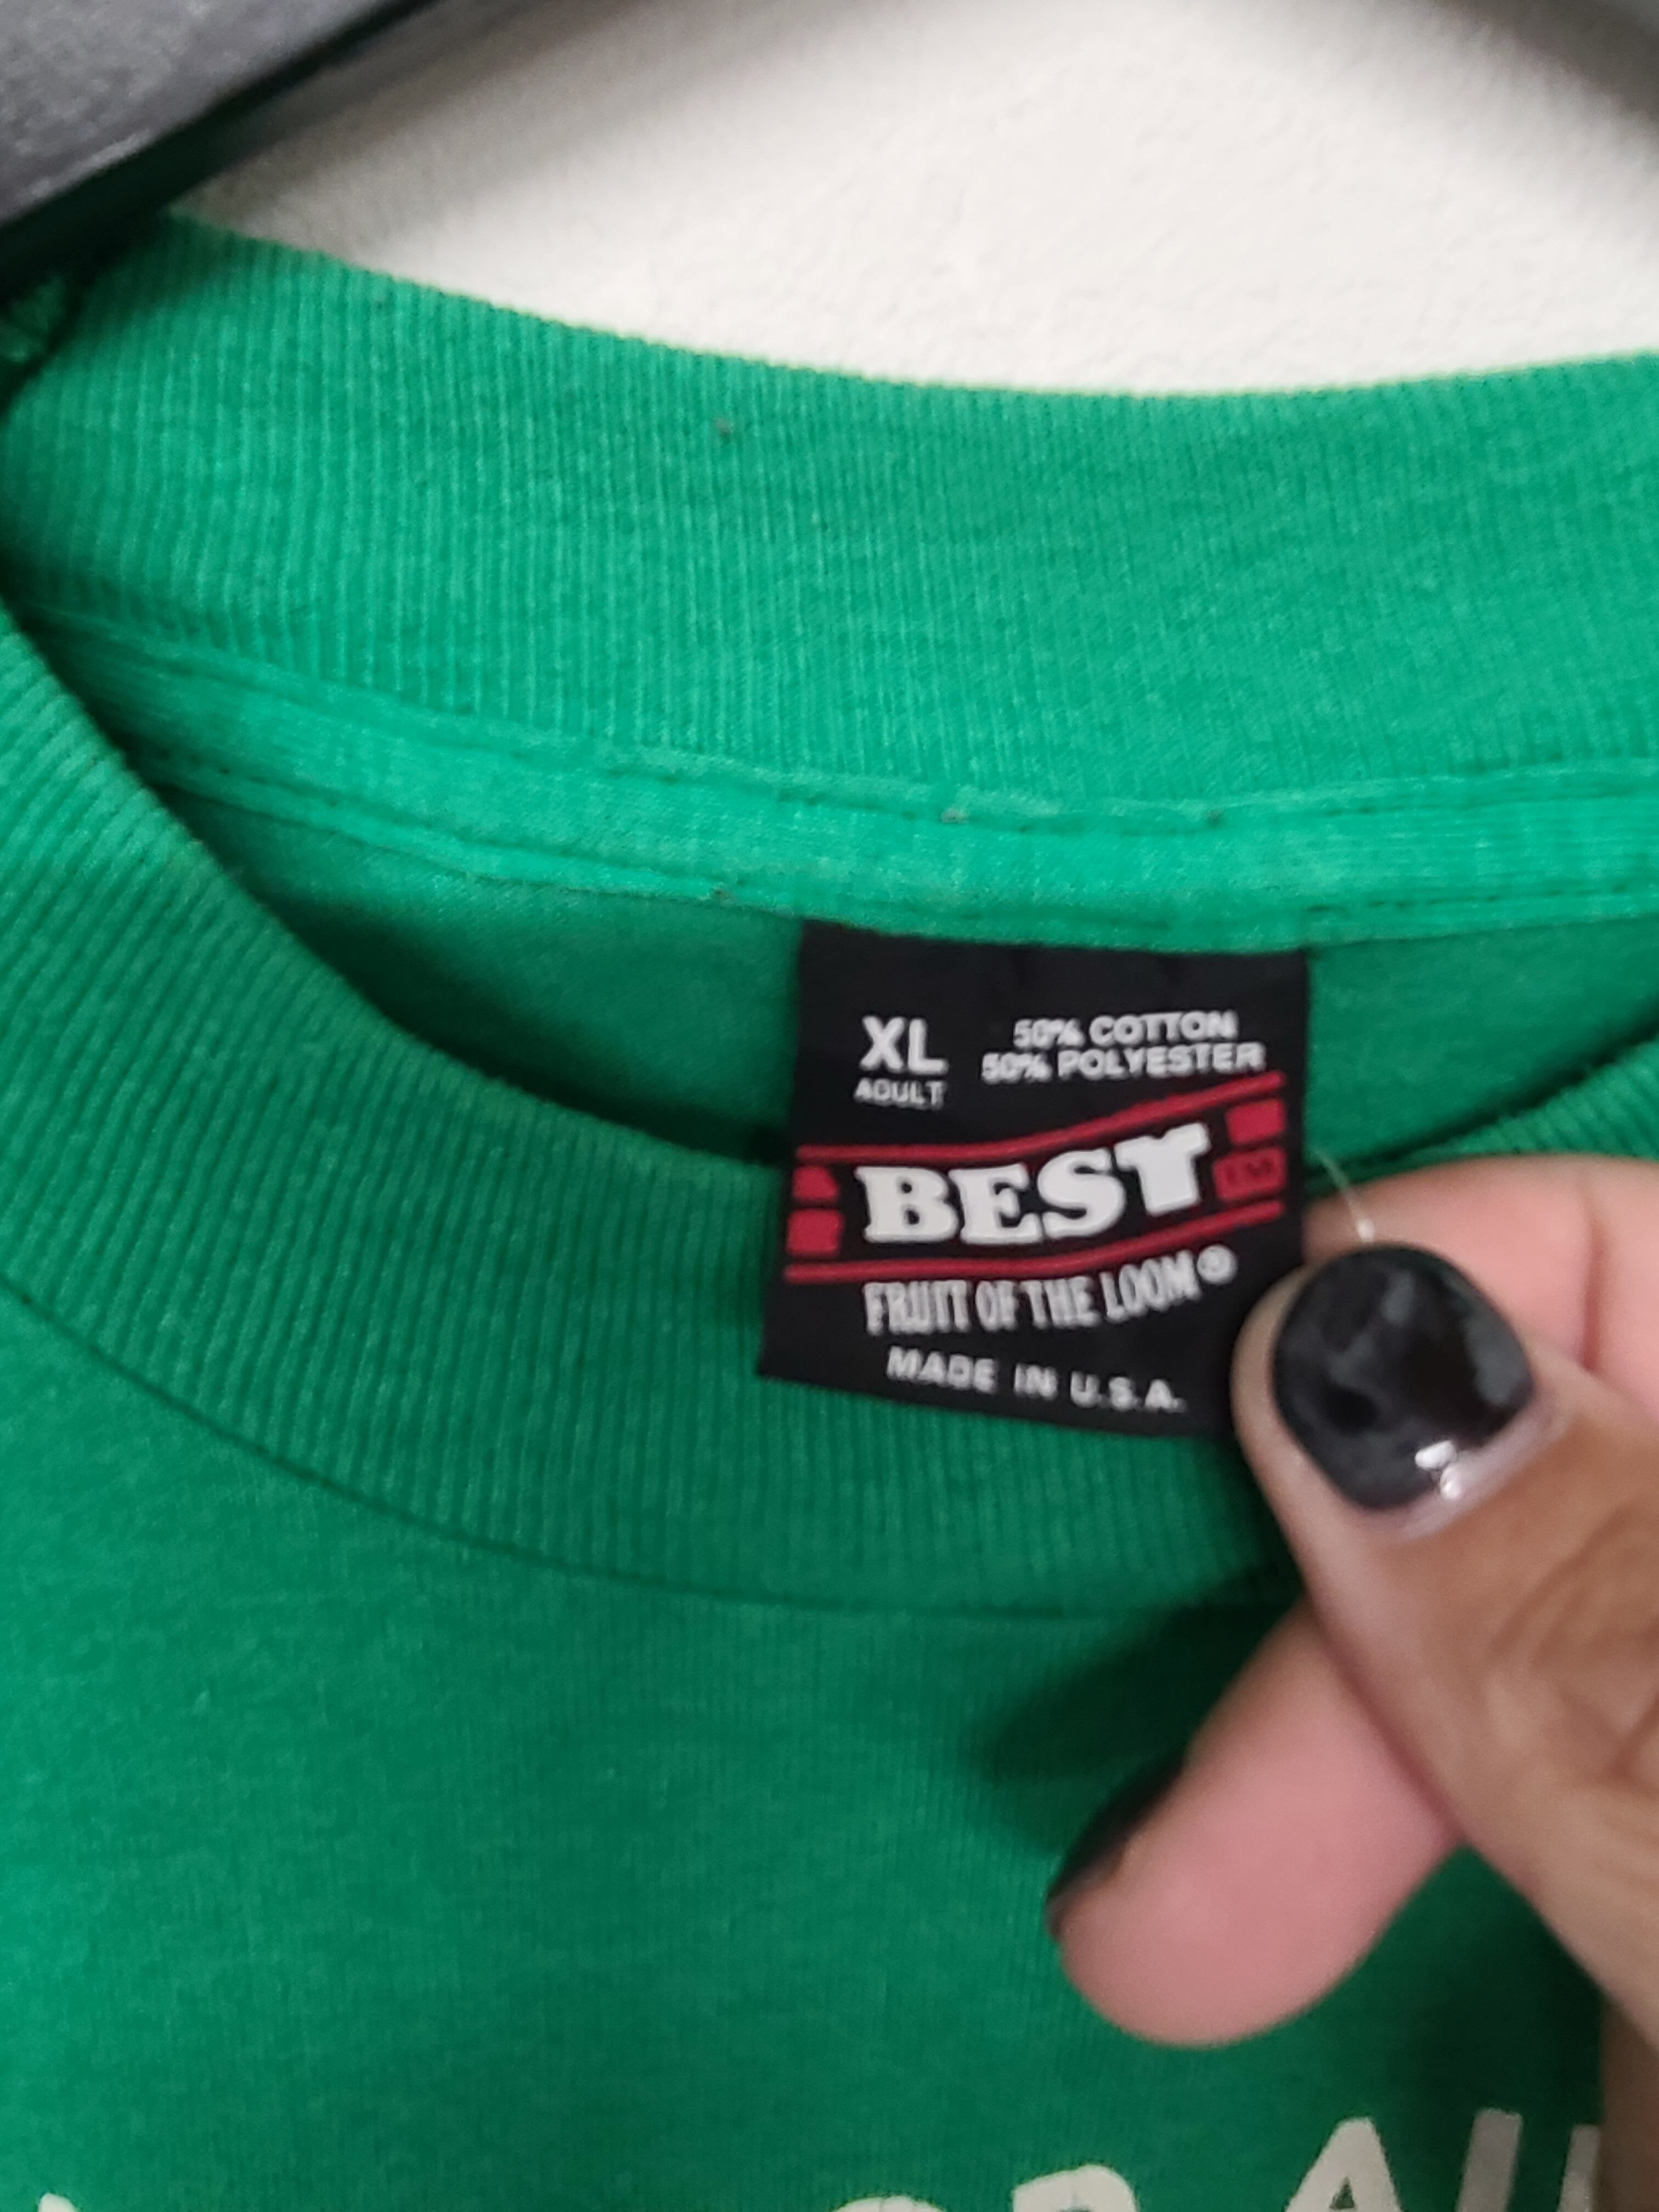 XL 50% COTTON
ADULT 50% POLYESTER
BEST
FRUIT OF THE LOOM®
MADE IN U.S.A.